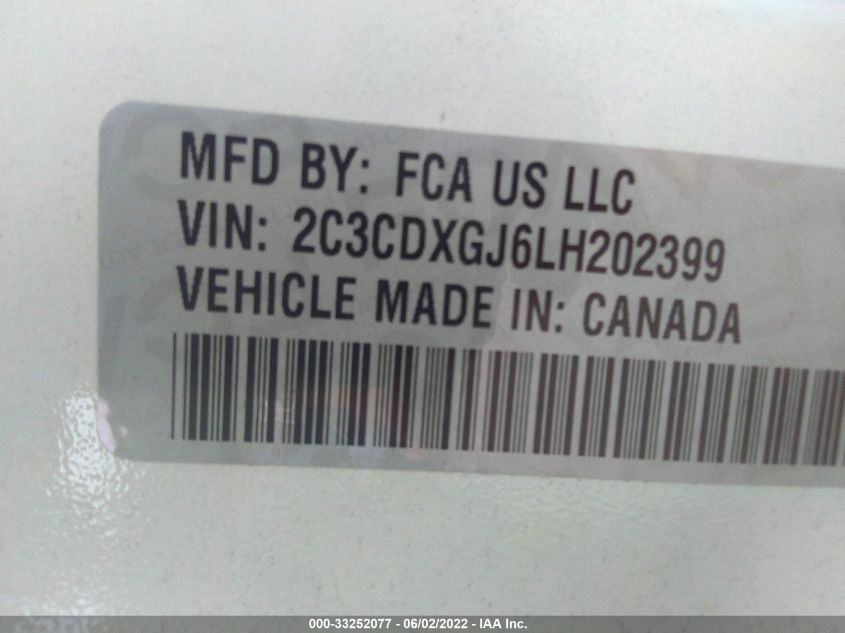 MFD BY: FCA US LLC
VIN: 2C3CDXGJ6LH202399
VEHICLE MADE IN: CANADA
000-33252077 - 06/02/2022 - IAA Inc.